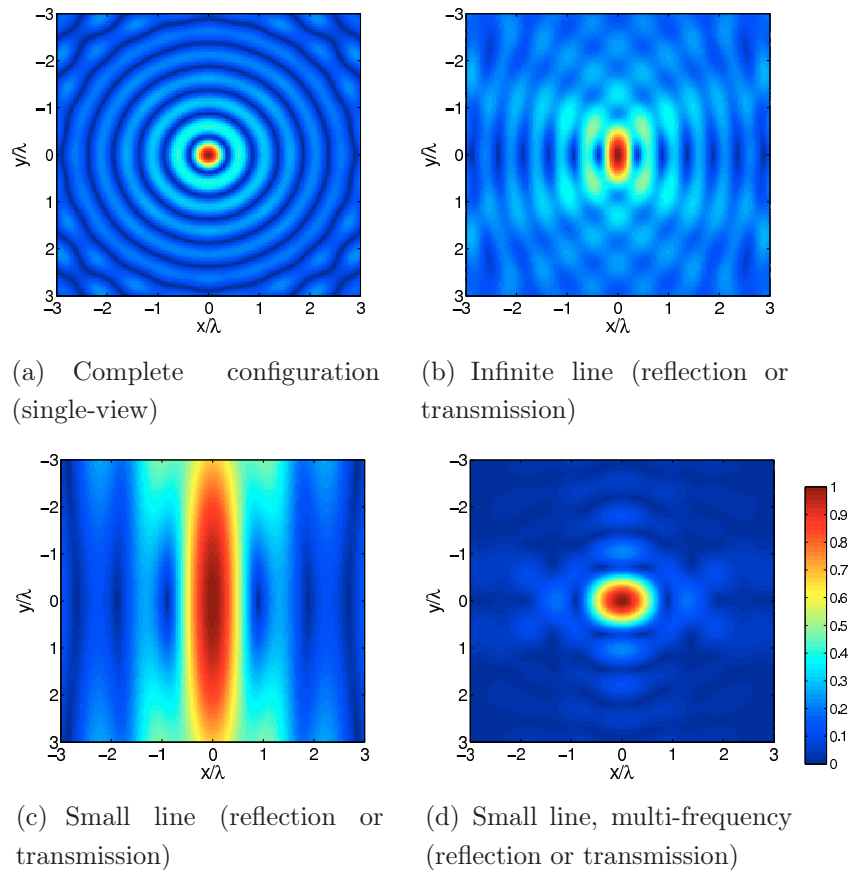 −3
−2
−1
0
1
2
3
y/λ
−3 −2 −1 0 1 2 3
x/λ
(a) Complete configuration
(single-view)
−3
−2
−1
0
1
2
3
y/λ
−3 −2 −1 0 1 2 3
x/λ
(b) Infinite line (reflection or
transmission)
−3
−2
−1
0
1
2
3
y/λ
−3 −2 −1 0 1 2 3
x/λ
(c) Small line (reflection or
transmission)
−3
−2
−1
0
1
2
3
y/λ
−3 −2 −1 0 1 2 3
x/λ
1
0.9
0.8
0.7
0.6
0.5
0.4
0.3
0.2
0.1
0
(d) Small line, multi-frequency
(reflection or transmission)